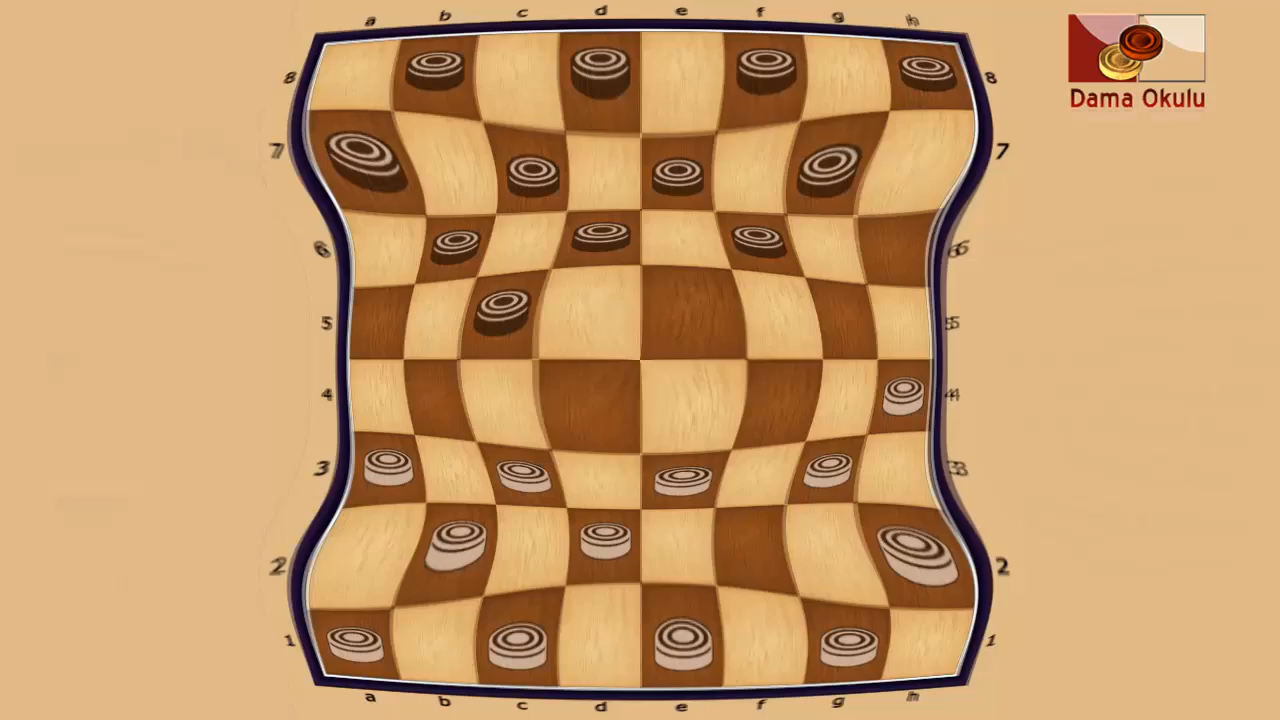 a b c d e f g h
8 8
7 7
6 6
5 5
4 4
3 3
2 2
1 1
a b c d e f g h
Dama Okulu